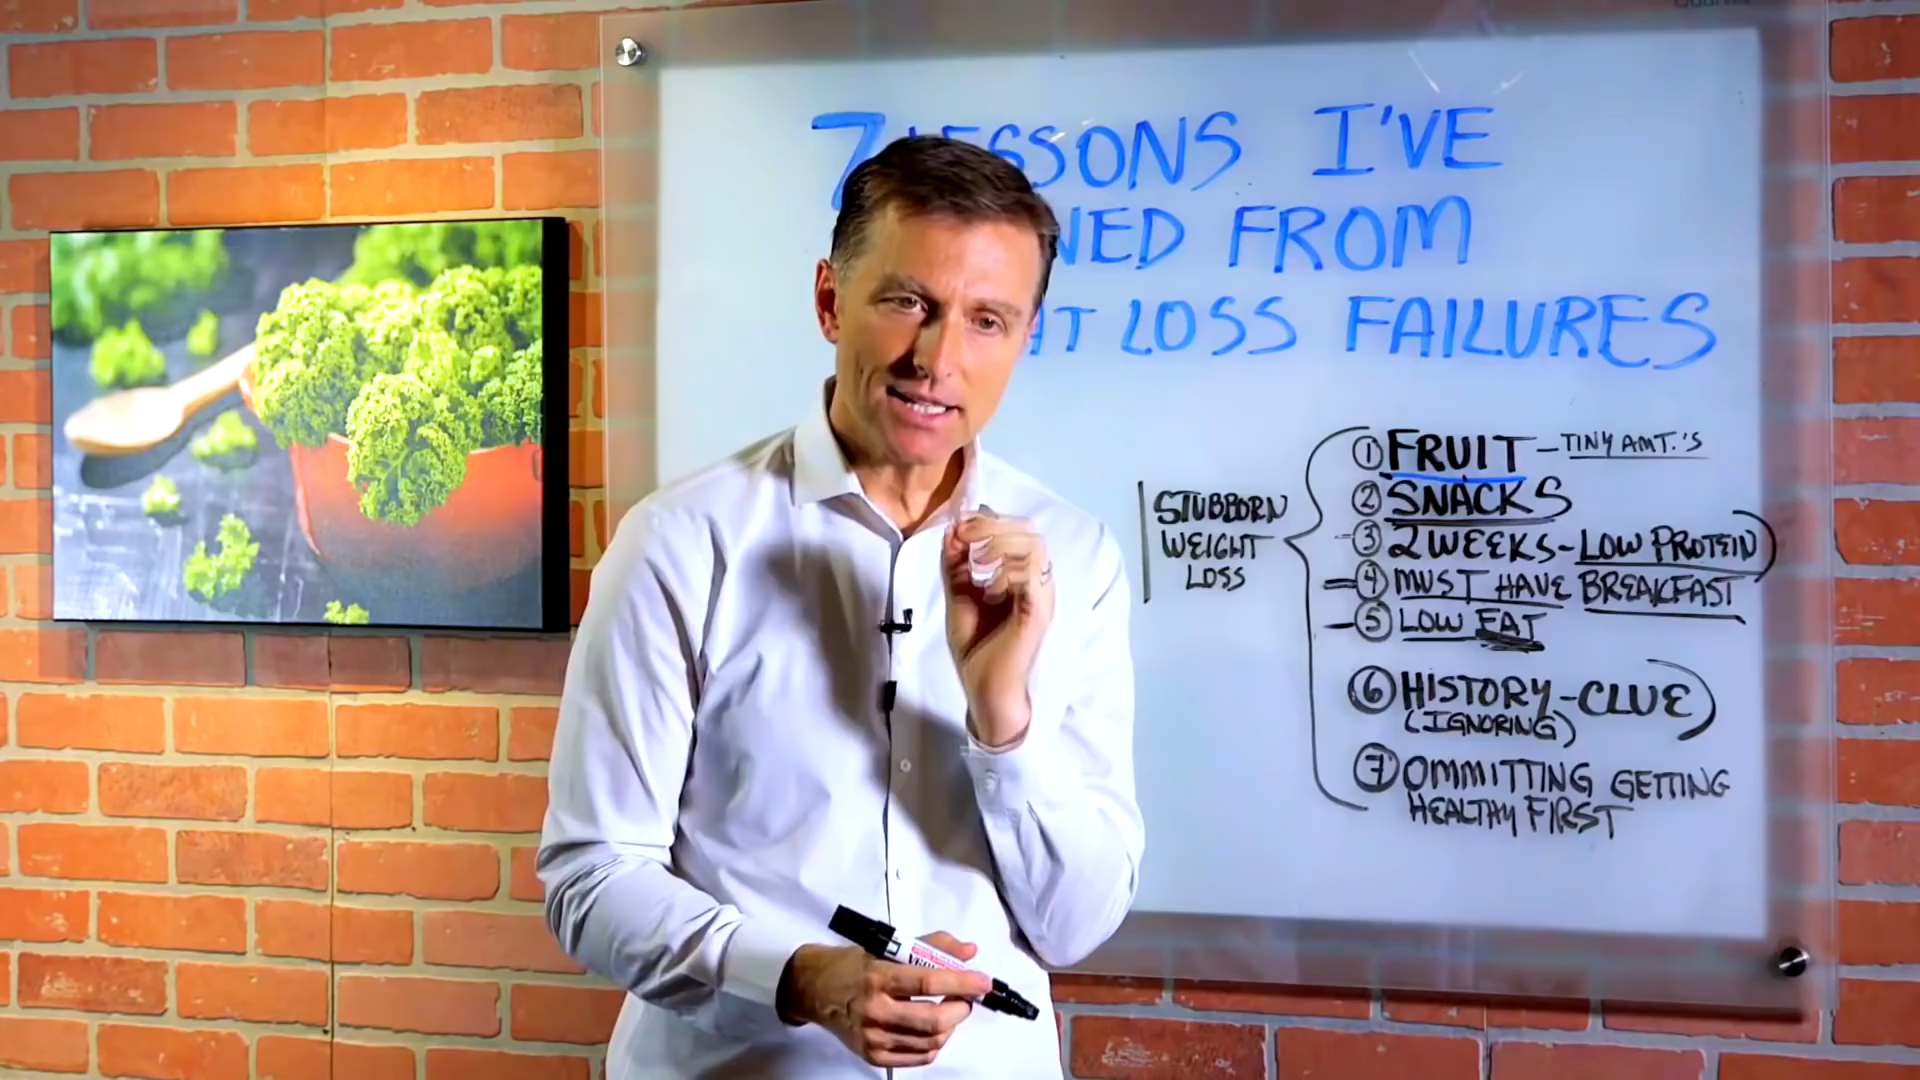 7 LESSONS I'VE
NED FROM
LOSS FAILURES
STUBBORN
WEIGHT
LOSS
① FRUIT - TINY AMT.'S
② SNACKS
③ 2 WEEKS - LOW PROTEIN)
④ MUST HAVE BREAKFAST
⑤ LOW FAT
⑥ HISTORY - CLUE)
(IGNORING)
⑦ OMMITTING GETTING
HEALTHY FIRST